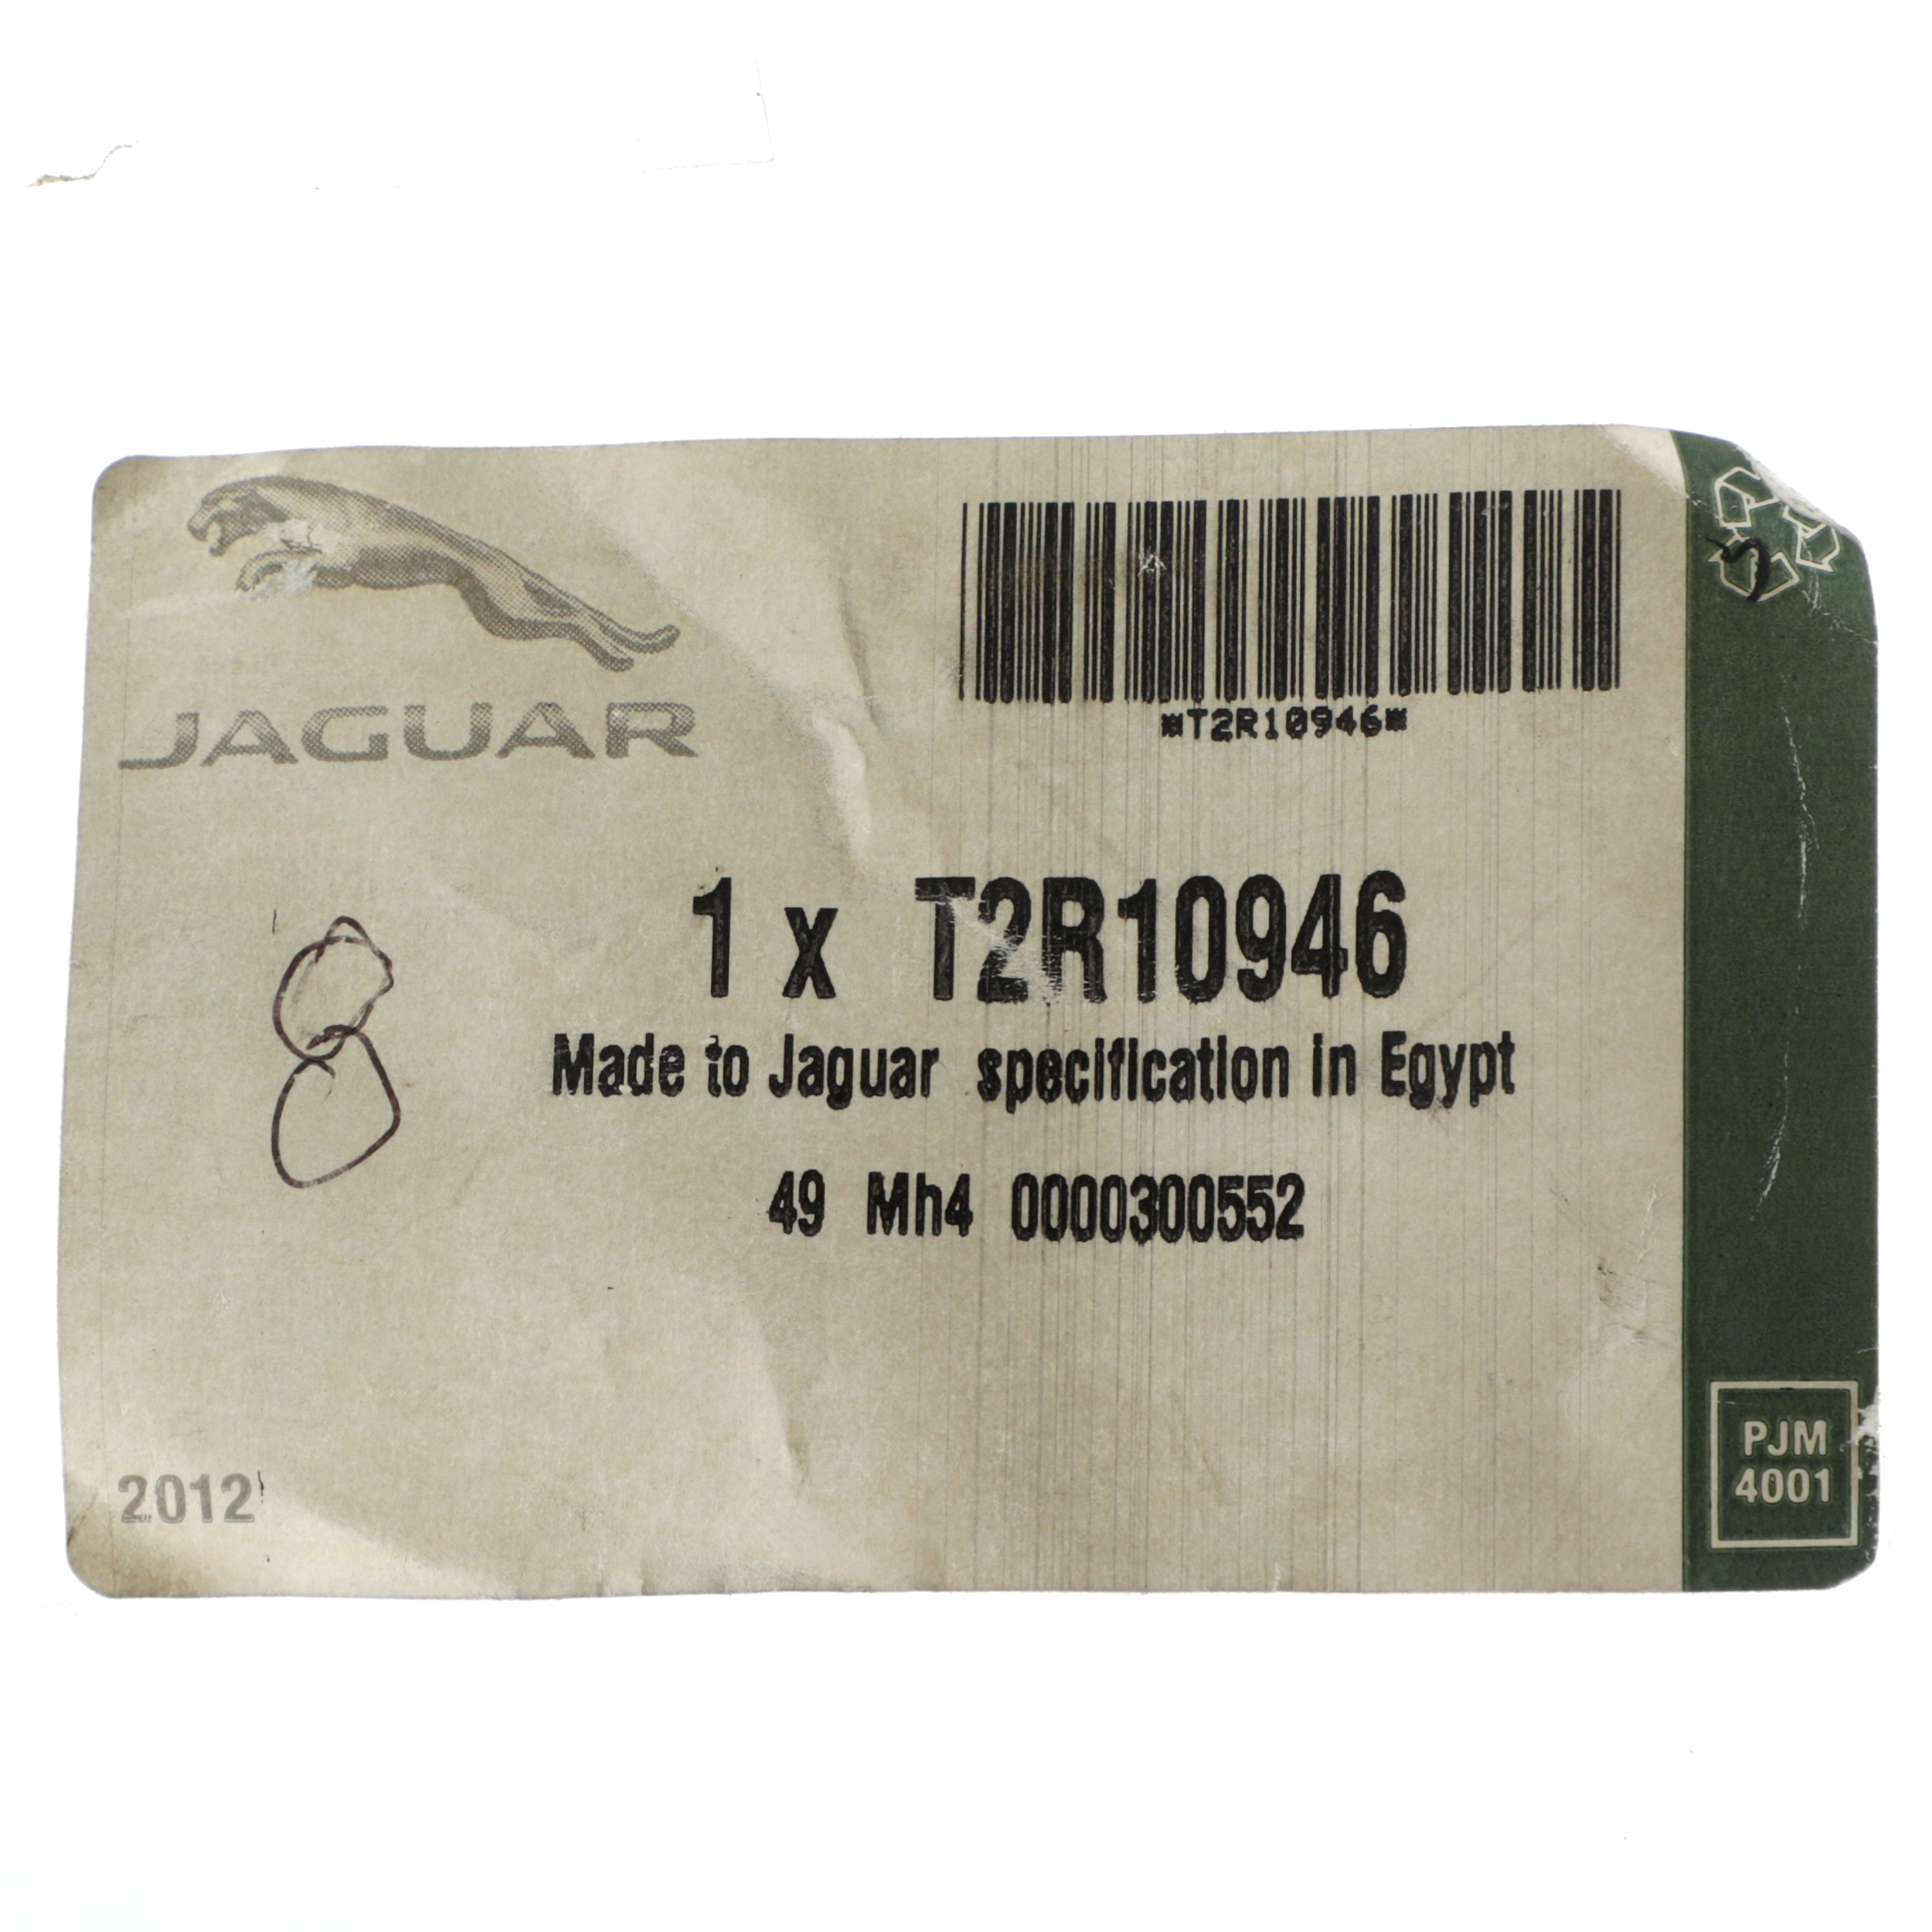 JAGUAR
*T2R10946*
1 x T2R10946
Made to Jaguar specification in Egypt
8
49 Mh4 0000300552
2012
PJM
4001